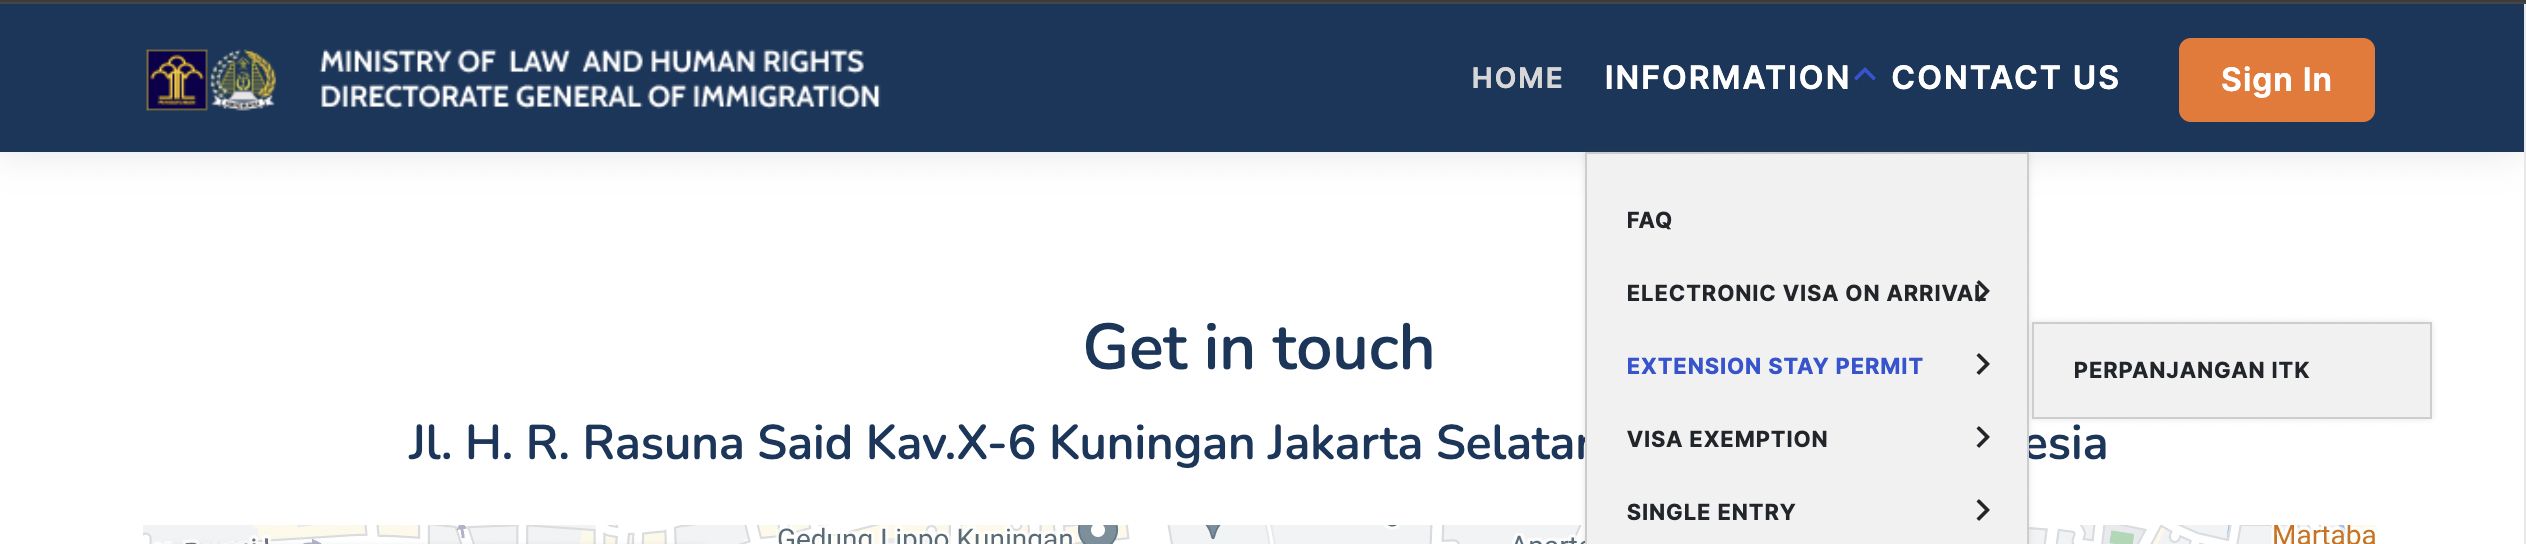 MINISTRY OF LAW AND HUMAN RIGHTS
DIRECTORATE GENERAL OF IMMIGRATION
HOME
INFORMATION
CONTACT US
Sign In
FAQ
ELECTRONIC VISA ON ARRIVAL
EXTENSION STAY PERMIT
VISA EXEMPTION
SINGLE ENTRY
PERPANJANGAN ITK
Get in touch
Jl. H. R. Rasuna Said Kav.X-6 Kuningan Jakarta Selatan
Gedung Lippo Kuningan
Martaba